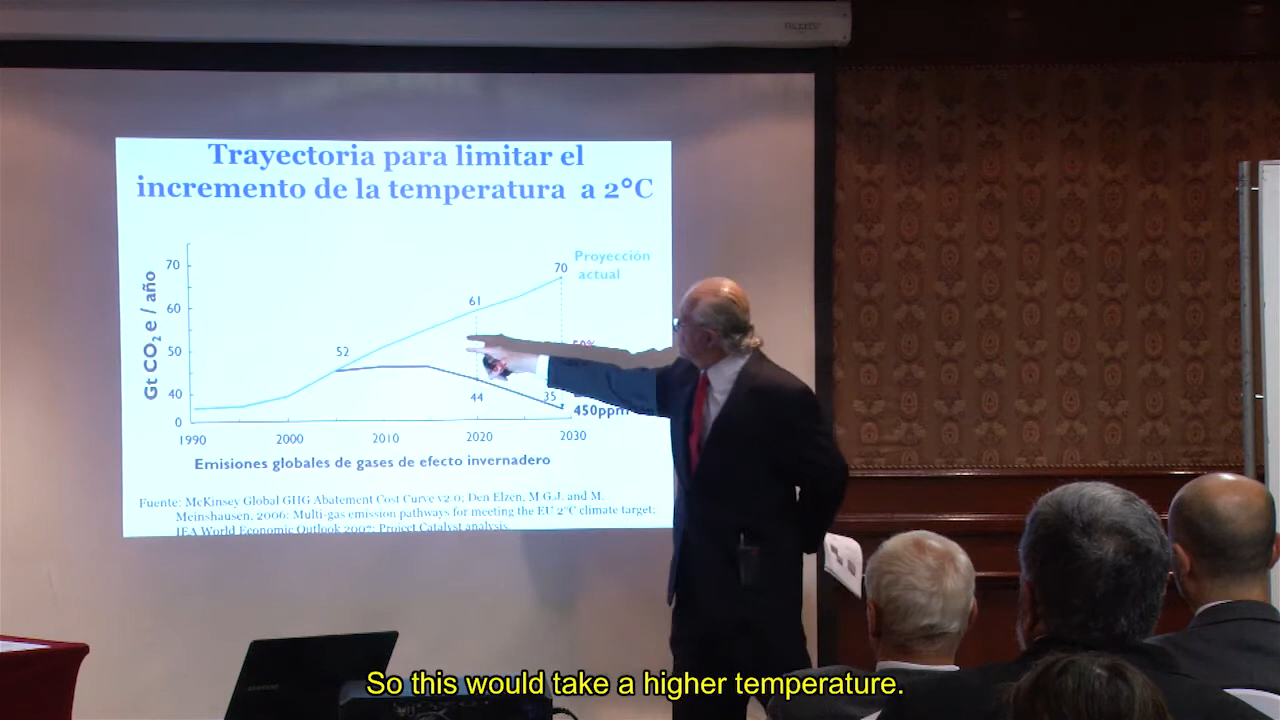 Trayectoria para limitar el
incremento de la temperatura a 2°C
Gt CO2 e / año
70
60
50
40
0
1990
2000
2010
2020
2030
52
61
70
44
35
Proyección
actual
50%
450ppm
Emisiones globales de gases de efecto invernadero
Fuente: McKinsey Global GHG Abatement Cost Curve v2.0; Den Elzen, M.G.J. and M.
Meinshausen, 2006: Multi-gas emission pathways for meeting the EU 2°C climate target;
IEA World Economic Outlook 2007; Project Catalyst analysis.
SAMSUNG
So this would take a higher temperature.